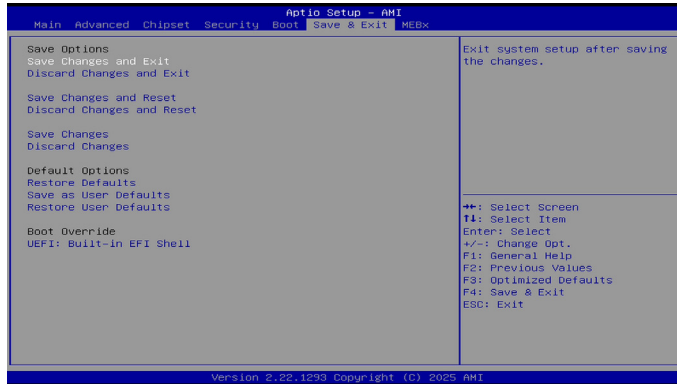 Aptio Setup - AMI
Main Advanced Chipset Security Boot Save & Exit MEBx
Save Options
Save Changes and Exit
Discard Changes and Exit
Save Changes and Reset
Discard Changes and Reset
Save Changes
Discard Changes
Default Options
Restore Defaults
Save as User Defaults
Restore User Defaults
Boot Override
UEFI: Built-in EFI Shell
Exit system setup after saving
the changes.
→←: Select Screen
↑↓: Select Item
Enter: Select
+/-: Change Opt.
F1: General Help
F2: Previous Values
F3: Optimized Defaults
F4: Save & Exit
ESC: Exit
Version 2.22.1293 Copyright (C) 2025 AMI